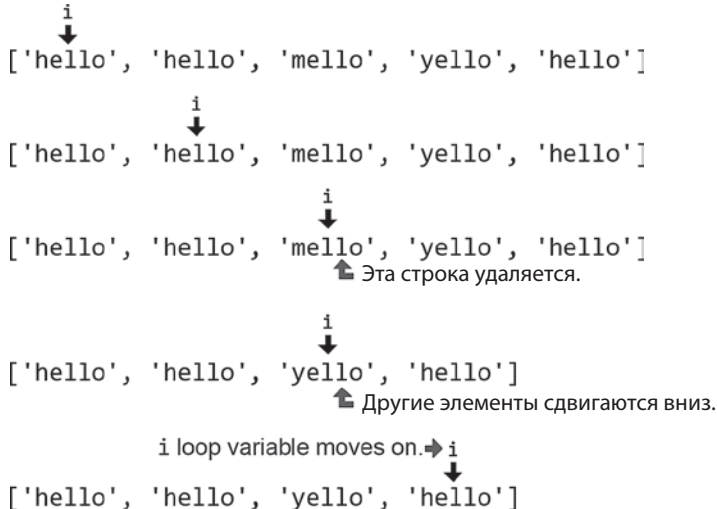 i
['hello', 'hello', 'mello', 'yello', 'hello']
i
['hello', 'hello', 'mello', 'yello', 'hello']
i
['hello', 'hello', 'mello', 'yello', 'hello']
Эта строка удаляется.
i
['hello', 'hello', 'yello', 'hello']
Другие элементы сдвигаются вниз.
i loop variable moves on. i
['hello', 'hello', 'yello', 'hello']